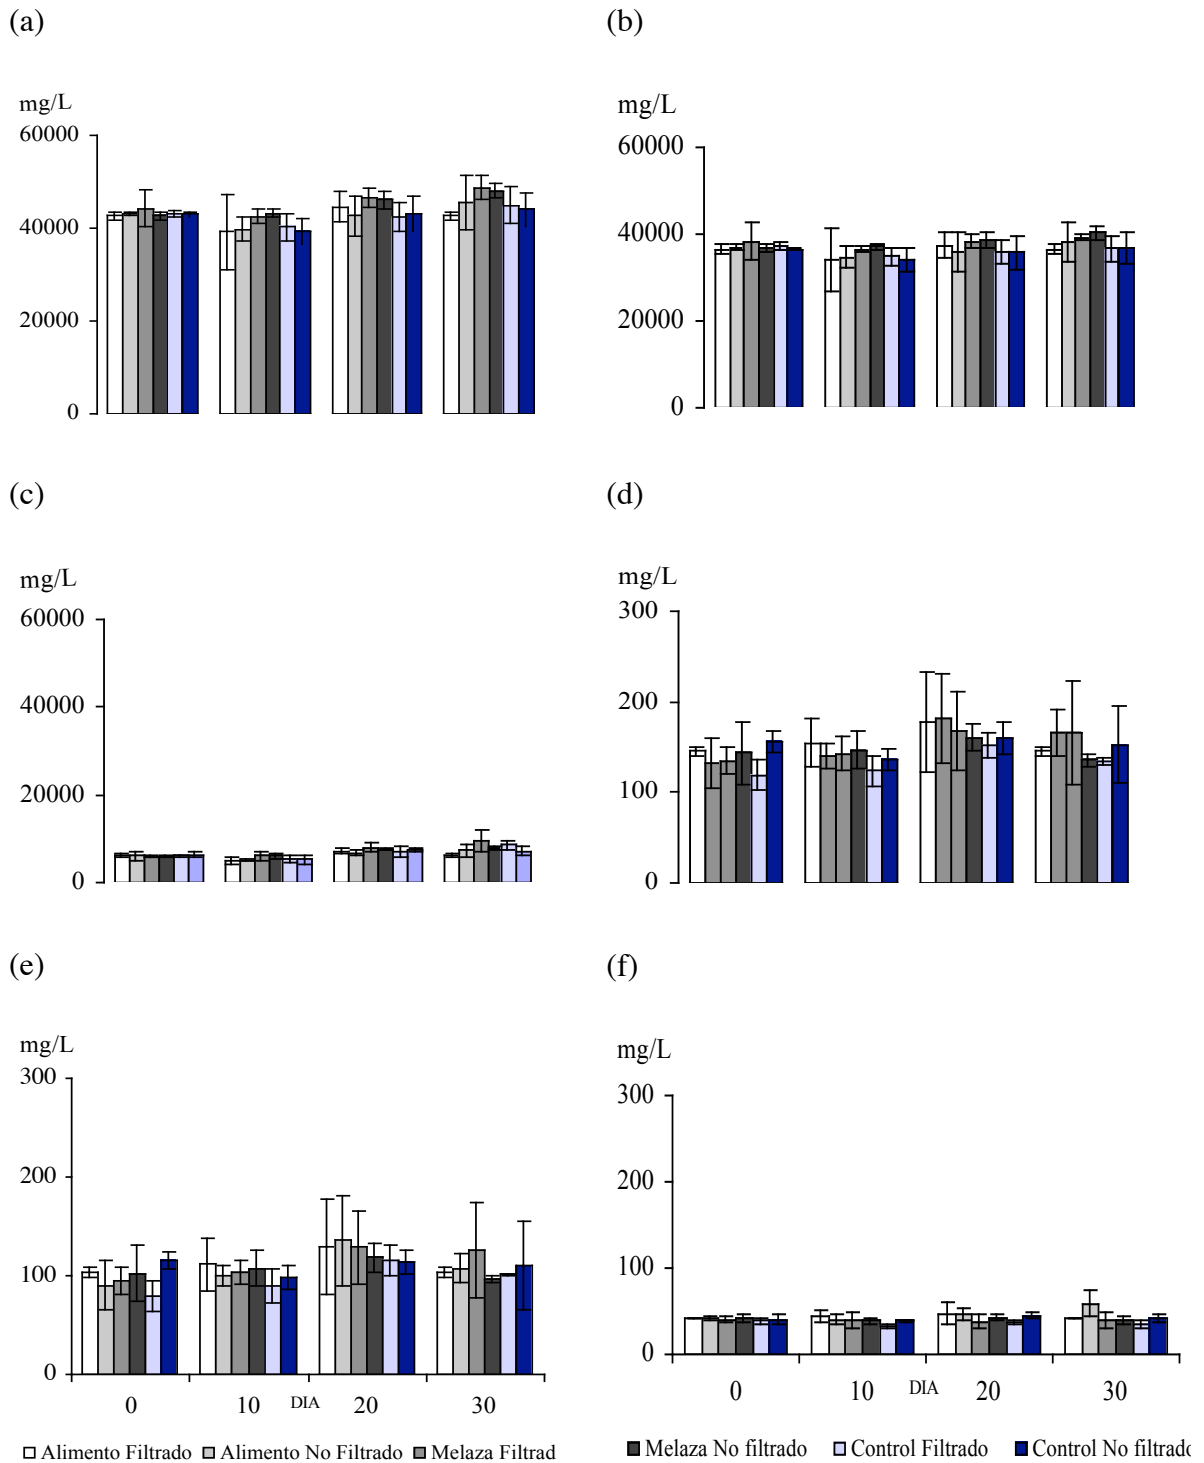 (a)
mg/L
60000
40000
20000
0
(b)
mg/L
60000
40000
20000
0
(c)
mg/L
60000
40000
20000
0
(d)
mg/L
300
200
100
0
(e)
mg/L
300
200
100
0
0 10 DIA 20 30
(f)
mg/L
300
200
100
0
0 10 DIA 20 30
Alimento Filtrado Alimento No Filtrado Melaza Filtrad
Melaza No filtrado Control Filtrado Control No filtrado